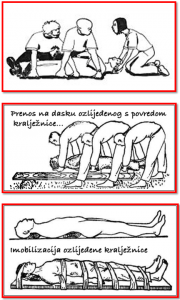 Prenos na dasku ozlijeđenog s povredom
kralježnice...
Imobilizacija ozlijeđene kralježnice